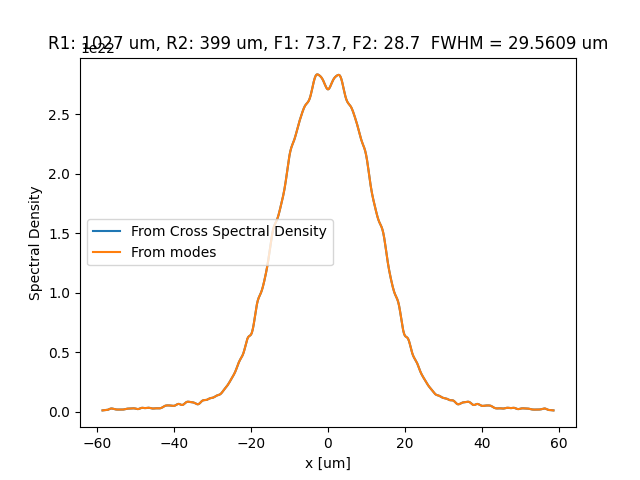 R1: 1027 um, R2: 399 um, F1: 73.7, F2: 28.7  FWHM = 29.5609 um
1e22
2.5
2.0
1.5
1.0
0.5
0.0
Spectral Density
From Cross Spectral Density
From modes
−60
−40
−20
0
20
40
60
x [um]